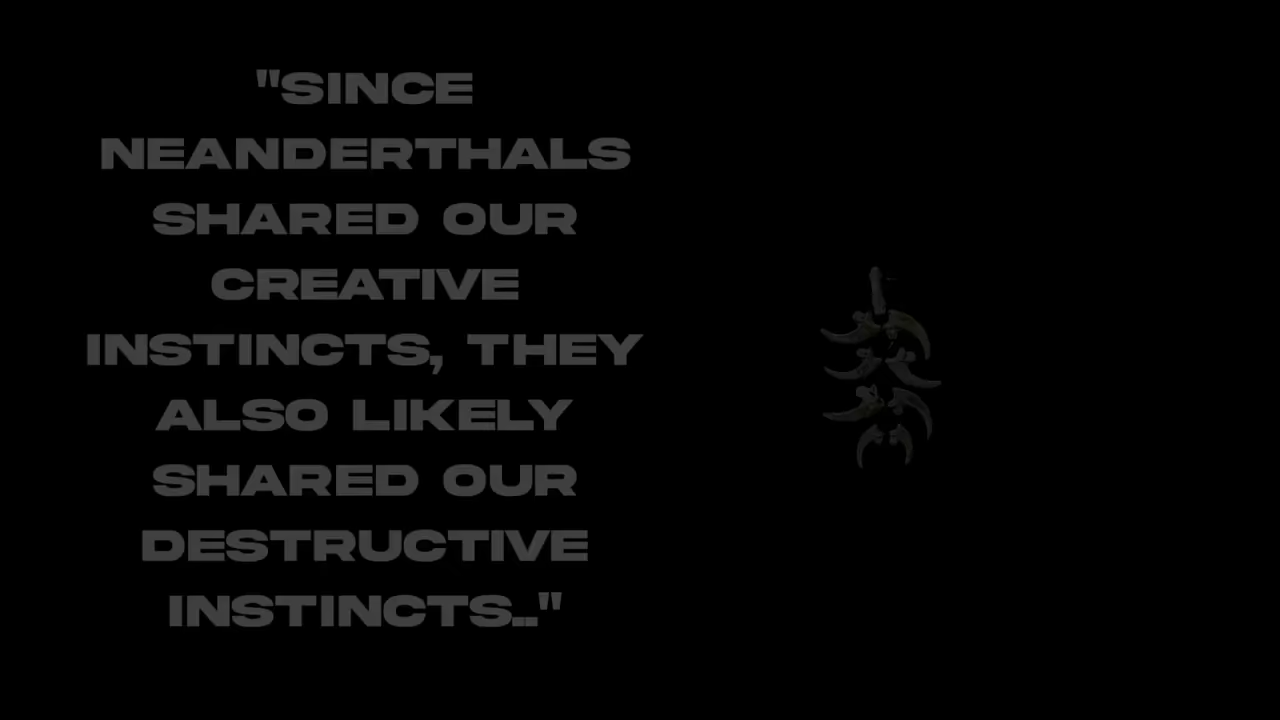 "SINCE
NEANDERTHALS
SHARED OUR
CREATIVE
INSTINCTS, THEY
ALSO LIKELY
SHARED OUR
DESTRUCTIVE
INSTINCTS.."